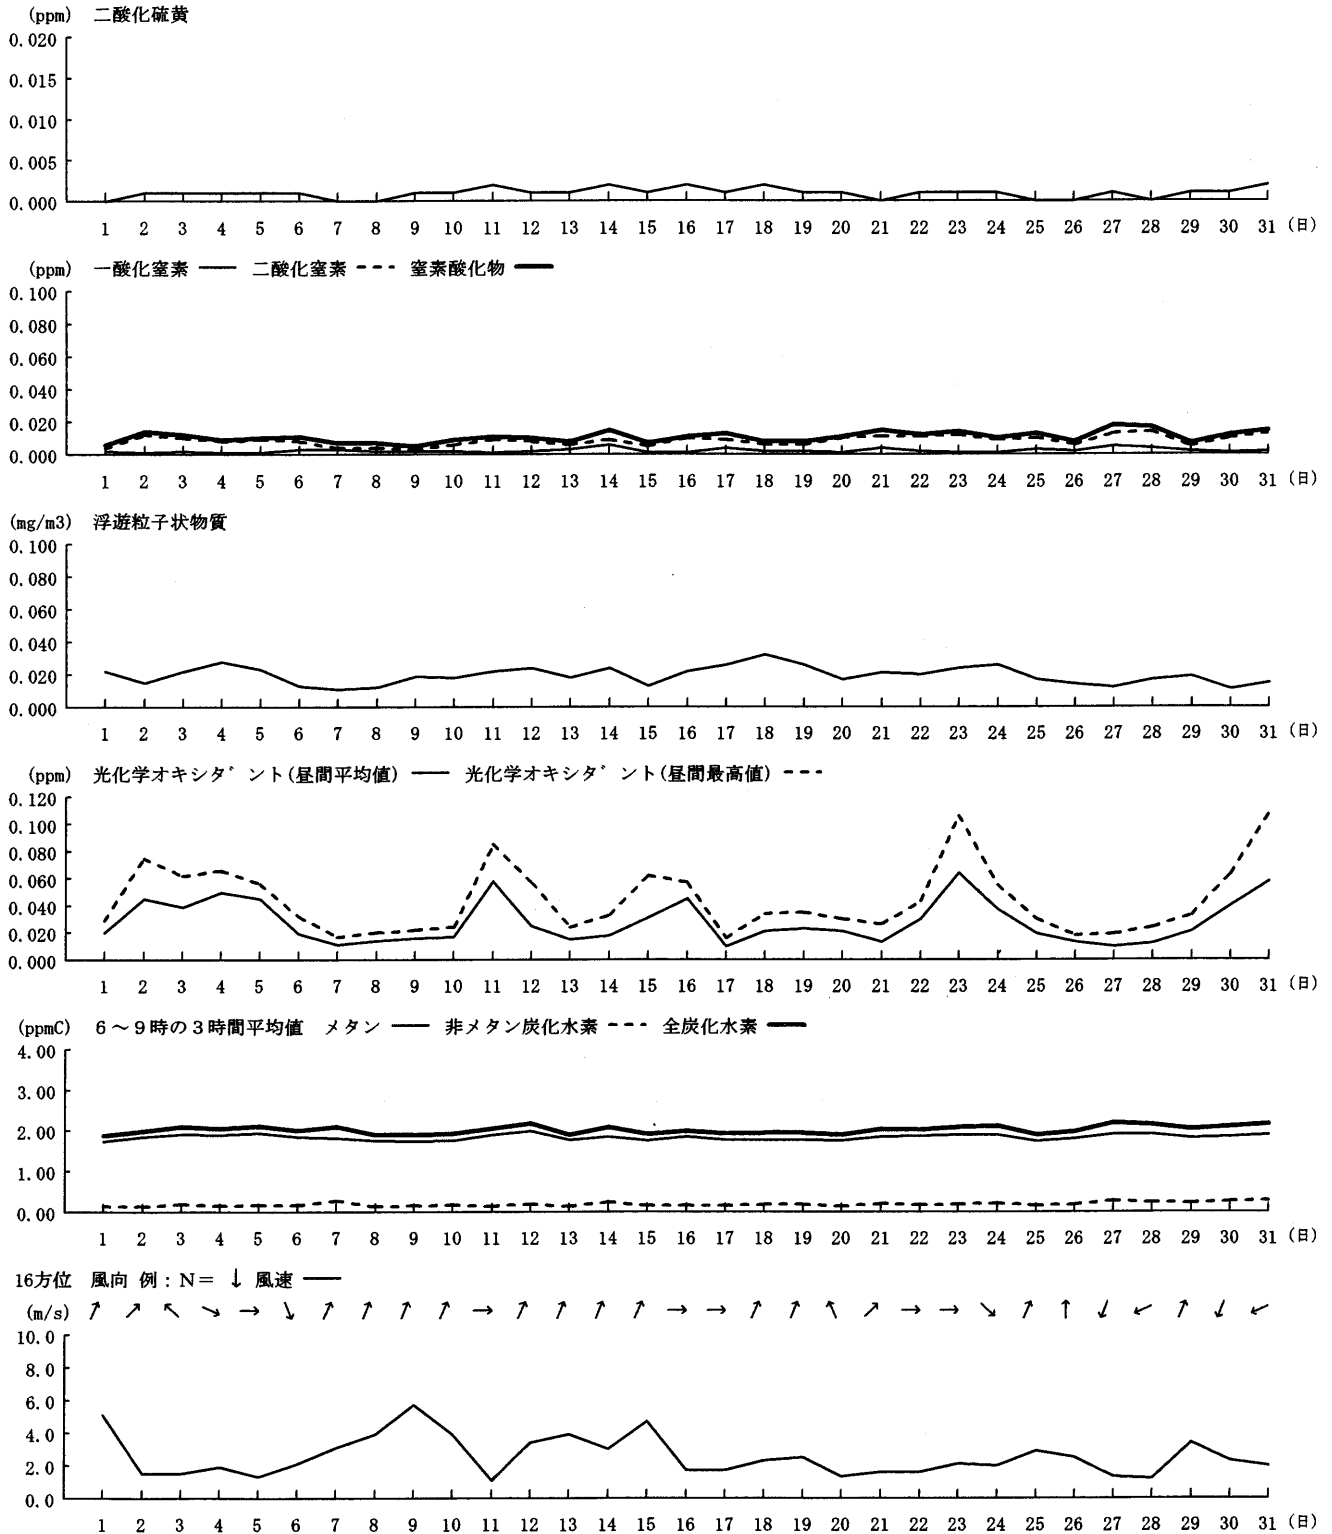 (ppm) 二酸化硫黄
0.020
0.015
0.010
0.005
0.000
1 2 3 4 5 6 7 8 9 10 11 12 13 14 15 16 17 18 19 20 21 22 23 24 25 26 27 28 29 30 31 (日)
(ppm) 一酸化窒素 二酸化窒素 窒素酸化物
0.100
0.080
0.060
0.040
0.020
0.000
1 2 3 4 5 6 7 8 9 10 11 12 13 14 15 16 17 18 19 20 21 22 23 24 25 26 27 28 29 30 31 (日)
(mg/m3) 浮遊粒子状物質
0.100
0.080
0.060
0.040
0.020
0.000
1 2 3 4 5 6 7 8 9 10 11 12 13 14 15 16 17 18 19 20 21 22 23 24 25 26 27 28 29 30 31 (日)
(ppm) 光化学オキシダント(昼間平均値) 光化学オキシダント(昼間最高値)
0.120
0.100
0.080
0.060
0.040
0.020
0.000
1 2 3 4 5 6 7 8 9 10 11 12 13 14 15 16 17 18 19 20 21 22 23 24 25 26 27 28 29 30 31 (日)
(ppmC) 6～9時の3時間平均値 メタン 非メタン炭化水素 全炭化水素
4.00
3.00
2.00
1.00
0.00
1 2 3 4 5 6 7 8 9 10 11 12 13 14 15 16 17 18 19 20 21 22 23 24 25 26 27 28 29 30 31 (日)
16方位 風向 例：N＝ ↓ 風速
(m/s) ↗ ↗ ↖ ↘ → ↘ ↗ ↗ ↗ ↗ → ↗ ↗ ↗ ↗ → → ↗ ↗ ↖ ↗ → → ↘ ↗ ↑ ↙ ↙ ↗ ↙ ↙
10.0
8.0
6.0
4.0
2.0
0.0
1 2 3 4 5 6 7 8 9 10 11 12 13 14 15 16 17 18 19 20 21 22 23 24 25 26 27 28 29 30 31 (日)